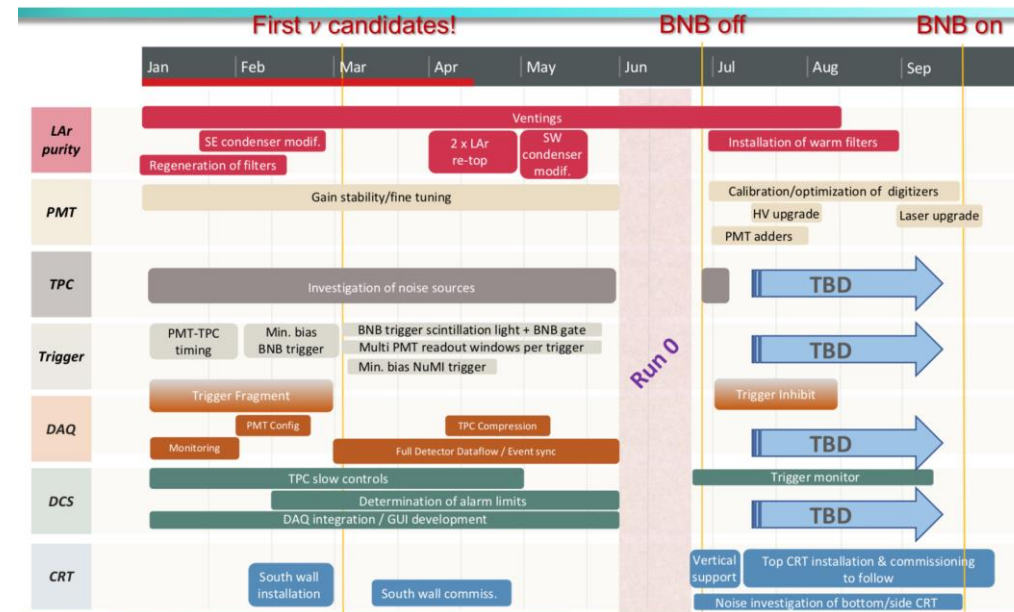 First ν candidates!
BNB off
BNB on
Jan
Feb
Mar
Apr
May
Jun
Jul
Aug
Sep
LAr
purity
Ventings
SE condenser modif.
Regeneration of filters
2 x LAr
re-top
SW
condenser
modif.
Installation of warm filters
PMT
Gain stability/fine tuning
Calibration/optimization of digitizers
HV upgrade
Laser upgrade
PMT adders
TPC
Investigation of noise sources
TBD
Trigger
PMT-TPC
timing
Min. bias
BNB trigger
BNB trigger scintillation light + BNB gate
Multi PMT readout windows per trigger
Min. bias NuMI trigger
TBD
Run 0
DAQ
Trigger Fragment
PMT Config
Monitoring
TPC Compression
Full Detector Dataflow / Event sync
Trigger Inhibit
TBD
DCS
TPC slow controls
Determination of alarm limits
DAQ integration / GUI development
Trigger monitor
TBD
CRT
South wall
installation
South wall commiss.
Vertical
support
Top CRT installation & commissioning
to follow
Noise investigation of bottom/side CRT